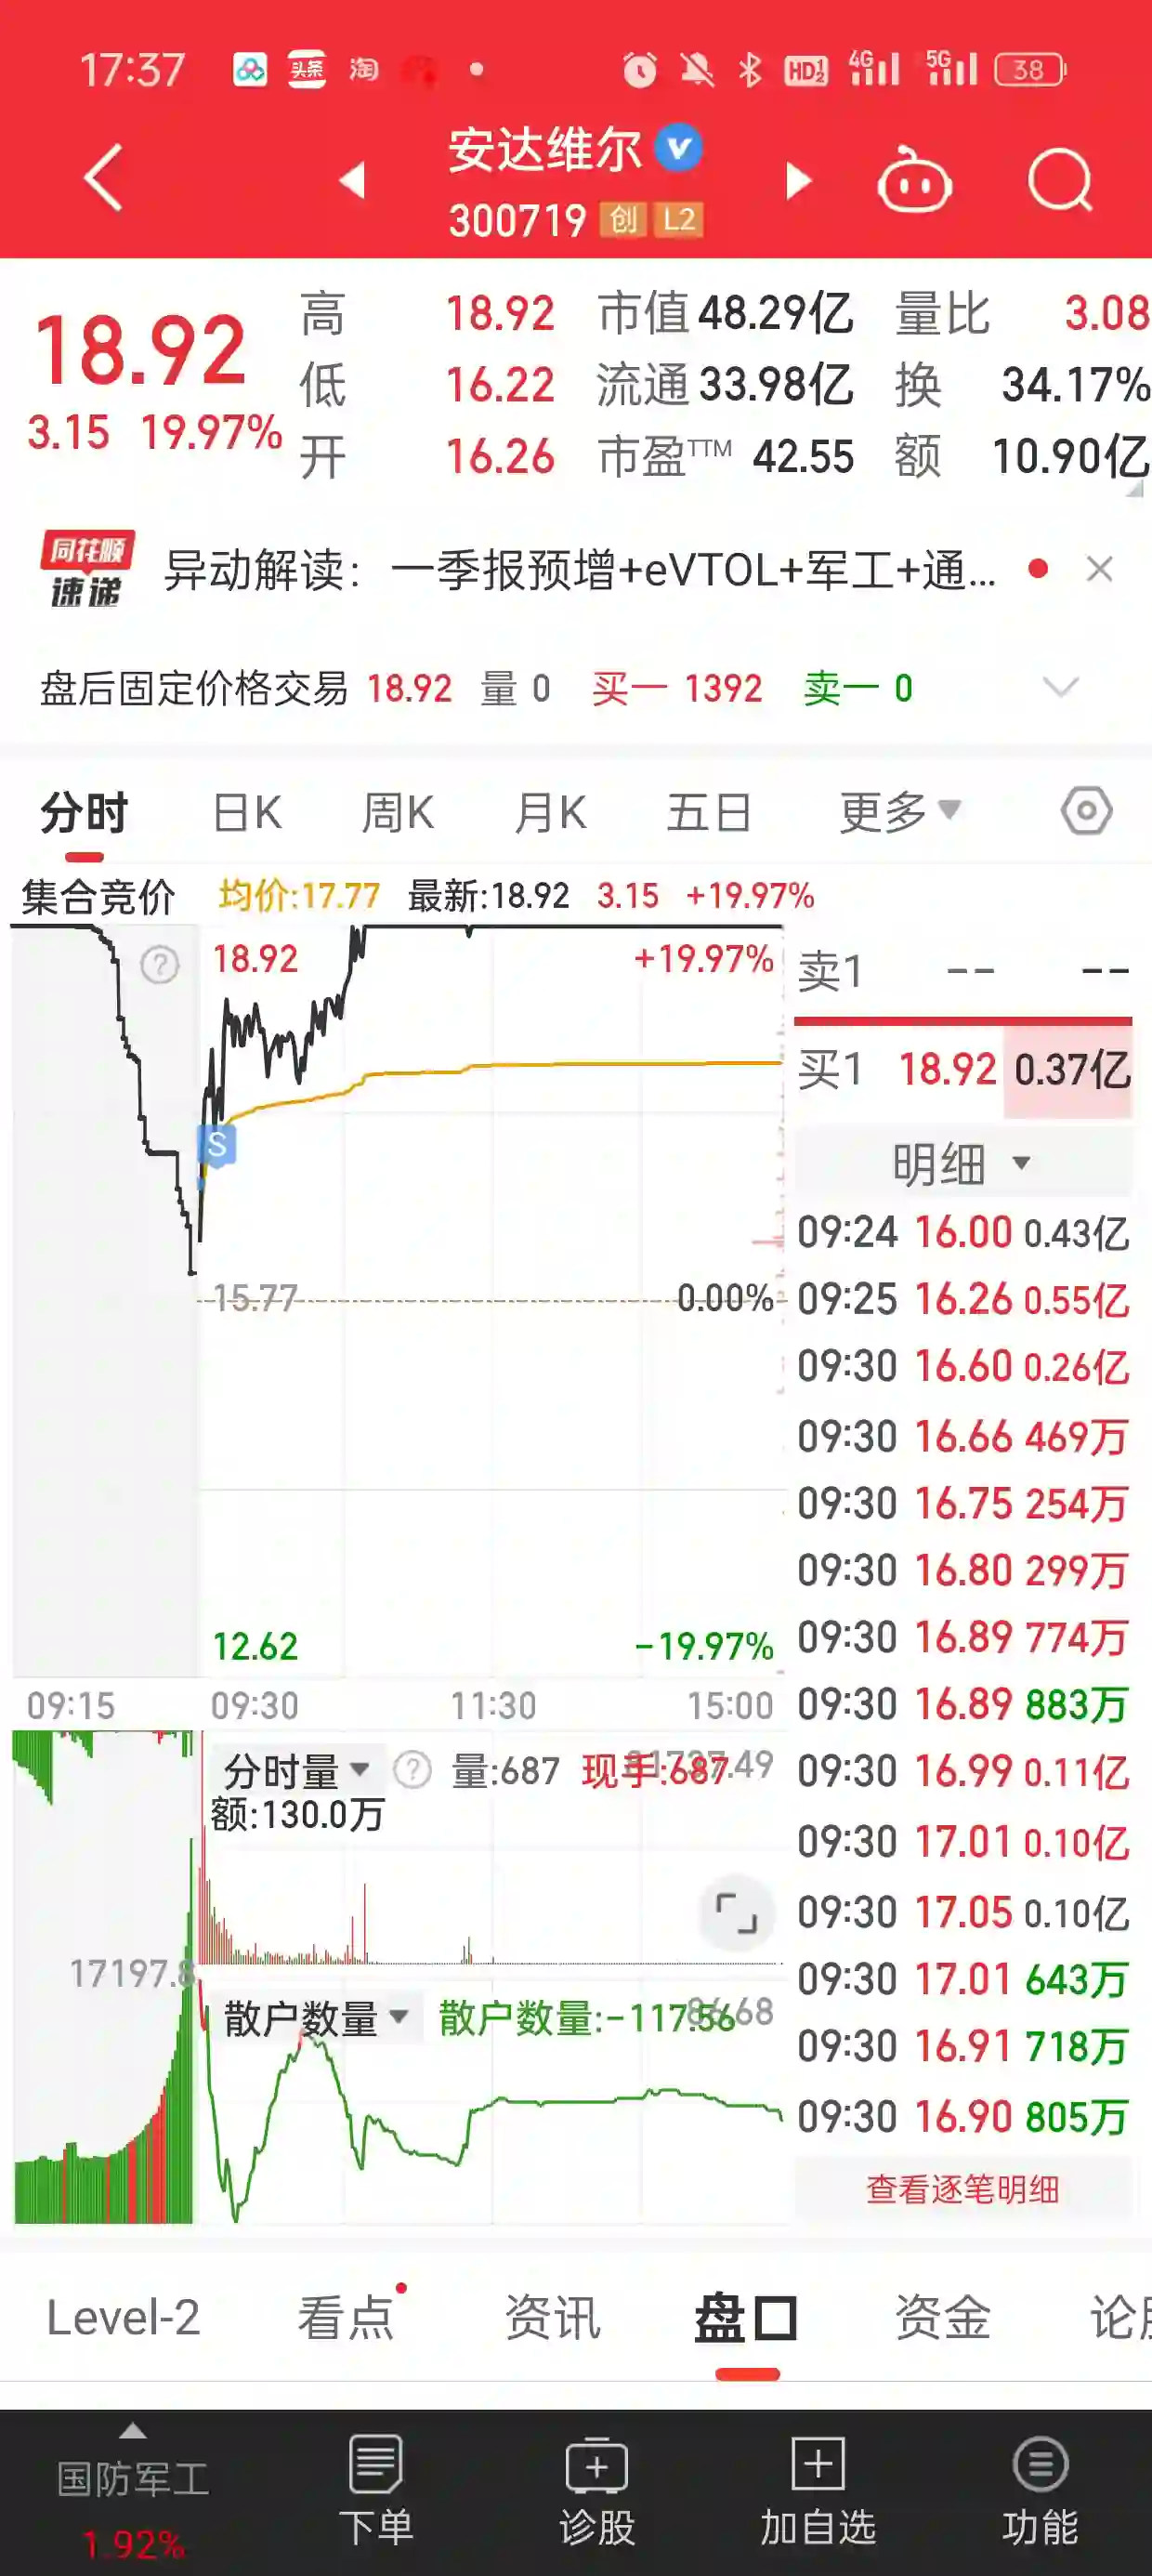 17:37 头条 淘 HD 1 2 4G 5G 38
安达维尔
300719 创 L2
18.92 高 18.92 市值 48.29亿 量比 3.08
低 16.22 流通 33.98亿 换 34.17%
3.15 19.97% 开 16.26 市盈TTM 42.55 额 10.90亿
同花顺
速递
异动解读：一季报预增+eVTOL+军工+通...
盘后固定价格交易 18.92 量 0 买一 1392 卖一 0
分时 日K 周K 月K 五日 更多
集合竞价 均价:17.77 最新:18.92 3.15 +19.97%
18.92 +19.97%
卖1 -- --
买1 18.92 0.37亿
S
明细
09:24 16.00 0.43亿
15.77 0.00%
09:25 16.26 0.55亿
09:30 16.60 0.26亿
09:30 16.66 469万
09:30 16.75 254万
09:30 16.80 299万
12.62 -19.97%
09:30 16.89 774万
09:15 09:30 11:30 15:00
09:30 16.89 883万
分时量 ? 量:687 现手:687
09:30 16.99 0.11亿
额:130.0万
09:30 17.01 0.10亿
09:30 17.05 0.10亿
17197.8
09:30 17.01 643万
散户数量 散户数量:-117.56
09:30 16.91 718万
09:30 16.90 805万
查看逐笔明细
Level-2 看点 资讯 盘口 资金 论股
国防军工
1.92%
下单 诊股 加自选 功能